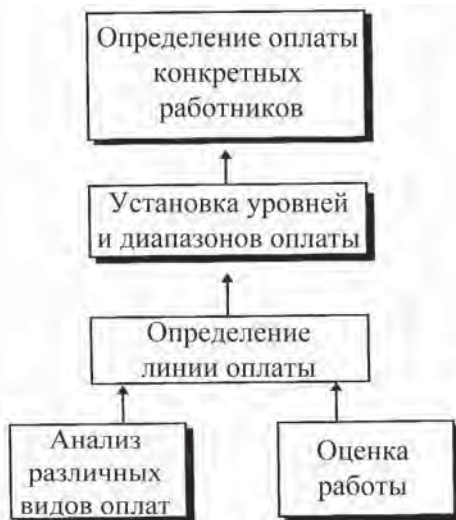 Определение оплаты
конкретных
работников
Установка уровней
и диапазонов оплаты
Определение
линии оплаты
Анализ
различных
видов оплат
Оценка
работы